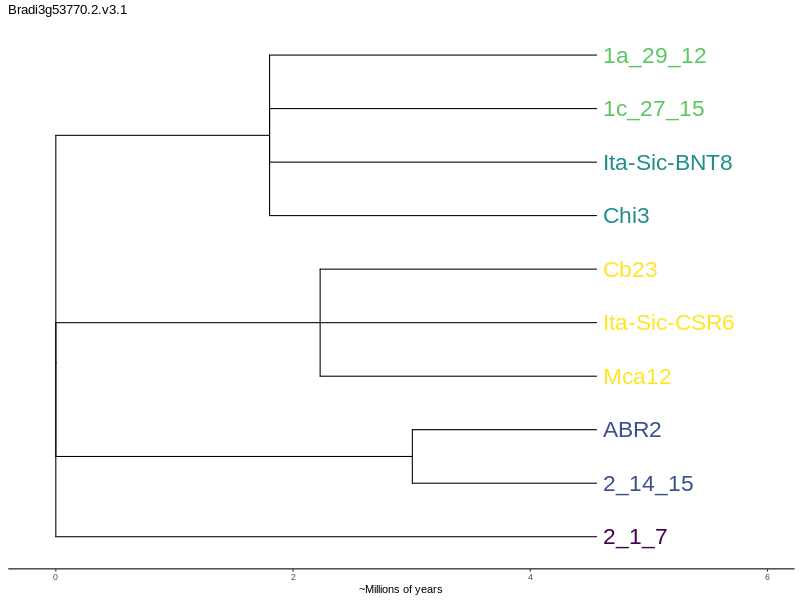 Bradi3g53770.2.v3.1
1a_29_12
1c_27_15
Ita-Sic-BNT8
Chi3
Cb23
Ita-Sic-CSR6
Mca12
ABR2
2_14_15
2_1_7
0 2 4 6
~Millions of years